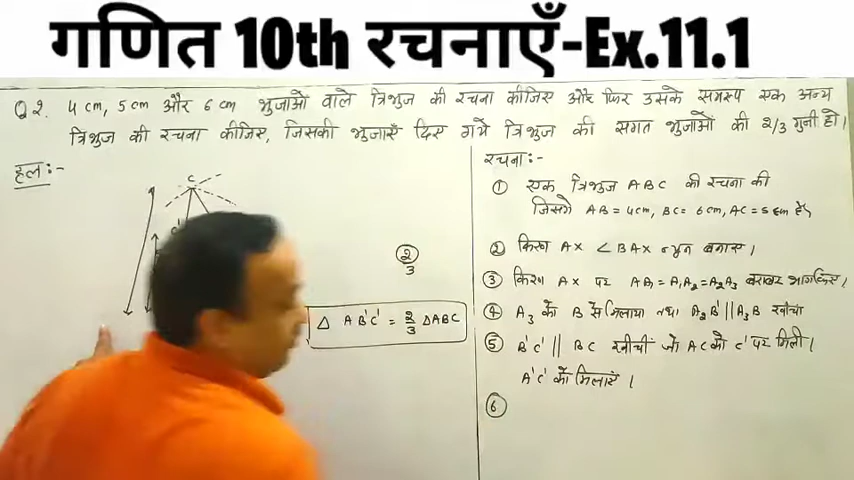 गणित 10th रचनाएँ-Ex.11.1
Q 2. 4 cm, 5 cm और 6 cm भुजाओं वाले त्रिभुज की रचना कीजिए और फिर उसके समरूप एक अन्य
त्रिभुज की रचना कीजिए, जिसकी भुजाएँ दिए गये त्रिभुज की संगत भुजाओं की 2/3 गुनी हो।
हल:-
C
C'
2/3
△ AB'C' = 2/3 △ABC
रचना:-
① एक त्रिभुज ABC की रचना की
जिसमें AB = 4cm, BC = 6cm, AC = 5cm है
② किरण AX ∠BAX न्यून बनाए।
③ किरण AX पर AA₁ = A₁A₂ = A₂A₃ बराबर भाग किए।
④ A₃ को B से मिलाया तथा A₂B' || A₃B खींचा
⑤ B'C' || BC खींची जो AC को C' पर मिली।
A'C' को मिलाएं।
⑥